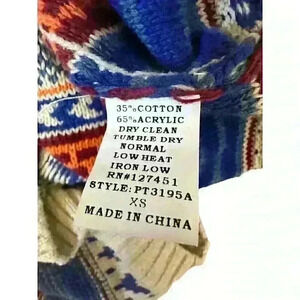 35%COTTON
65%ACRYLIC
DRY CLEAN
TUMBLE DRY
NORMAL
LOW HEAT
IRON LOW
RN#127451
STYLE: PT3195A
XS
MADE IN CHINA